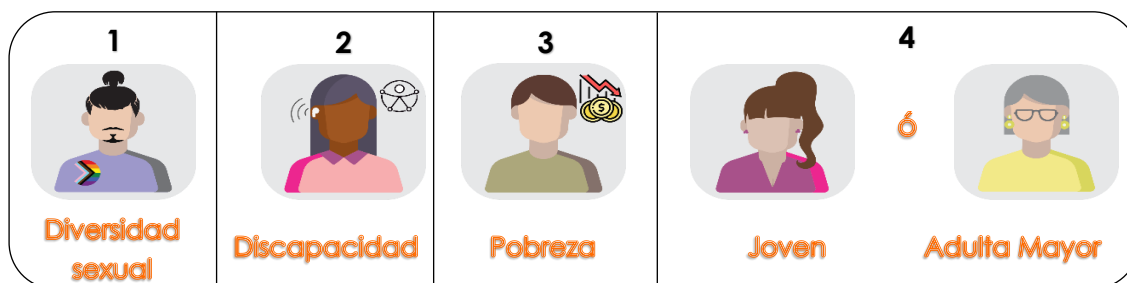 1
2
3
4
Diversidad
sexual
Discapacidad
Pobreza
Joven
ó
Adulta Mayor
$